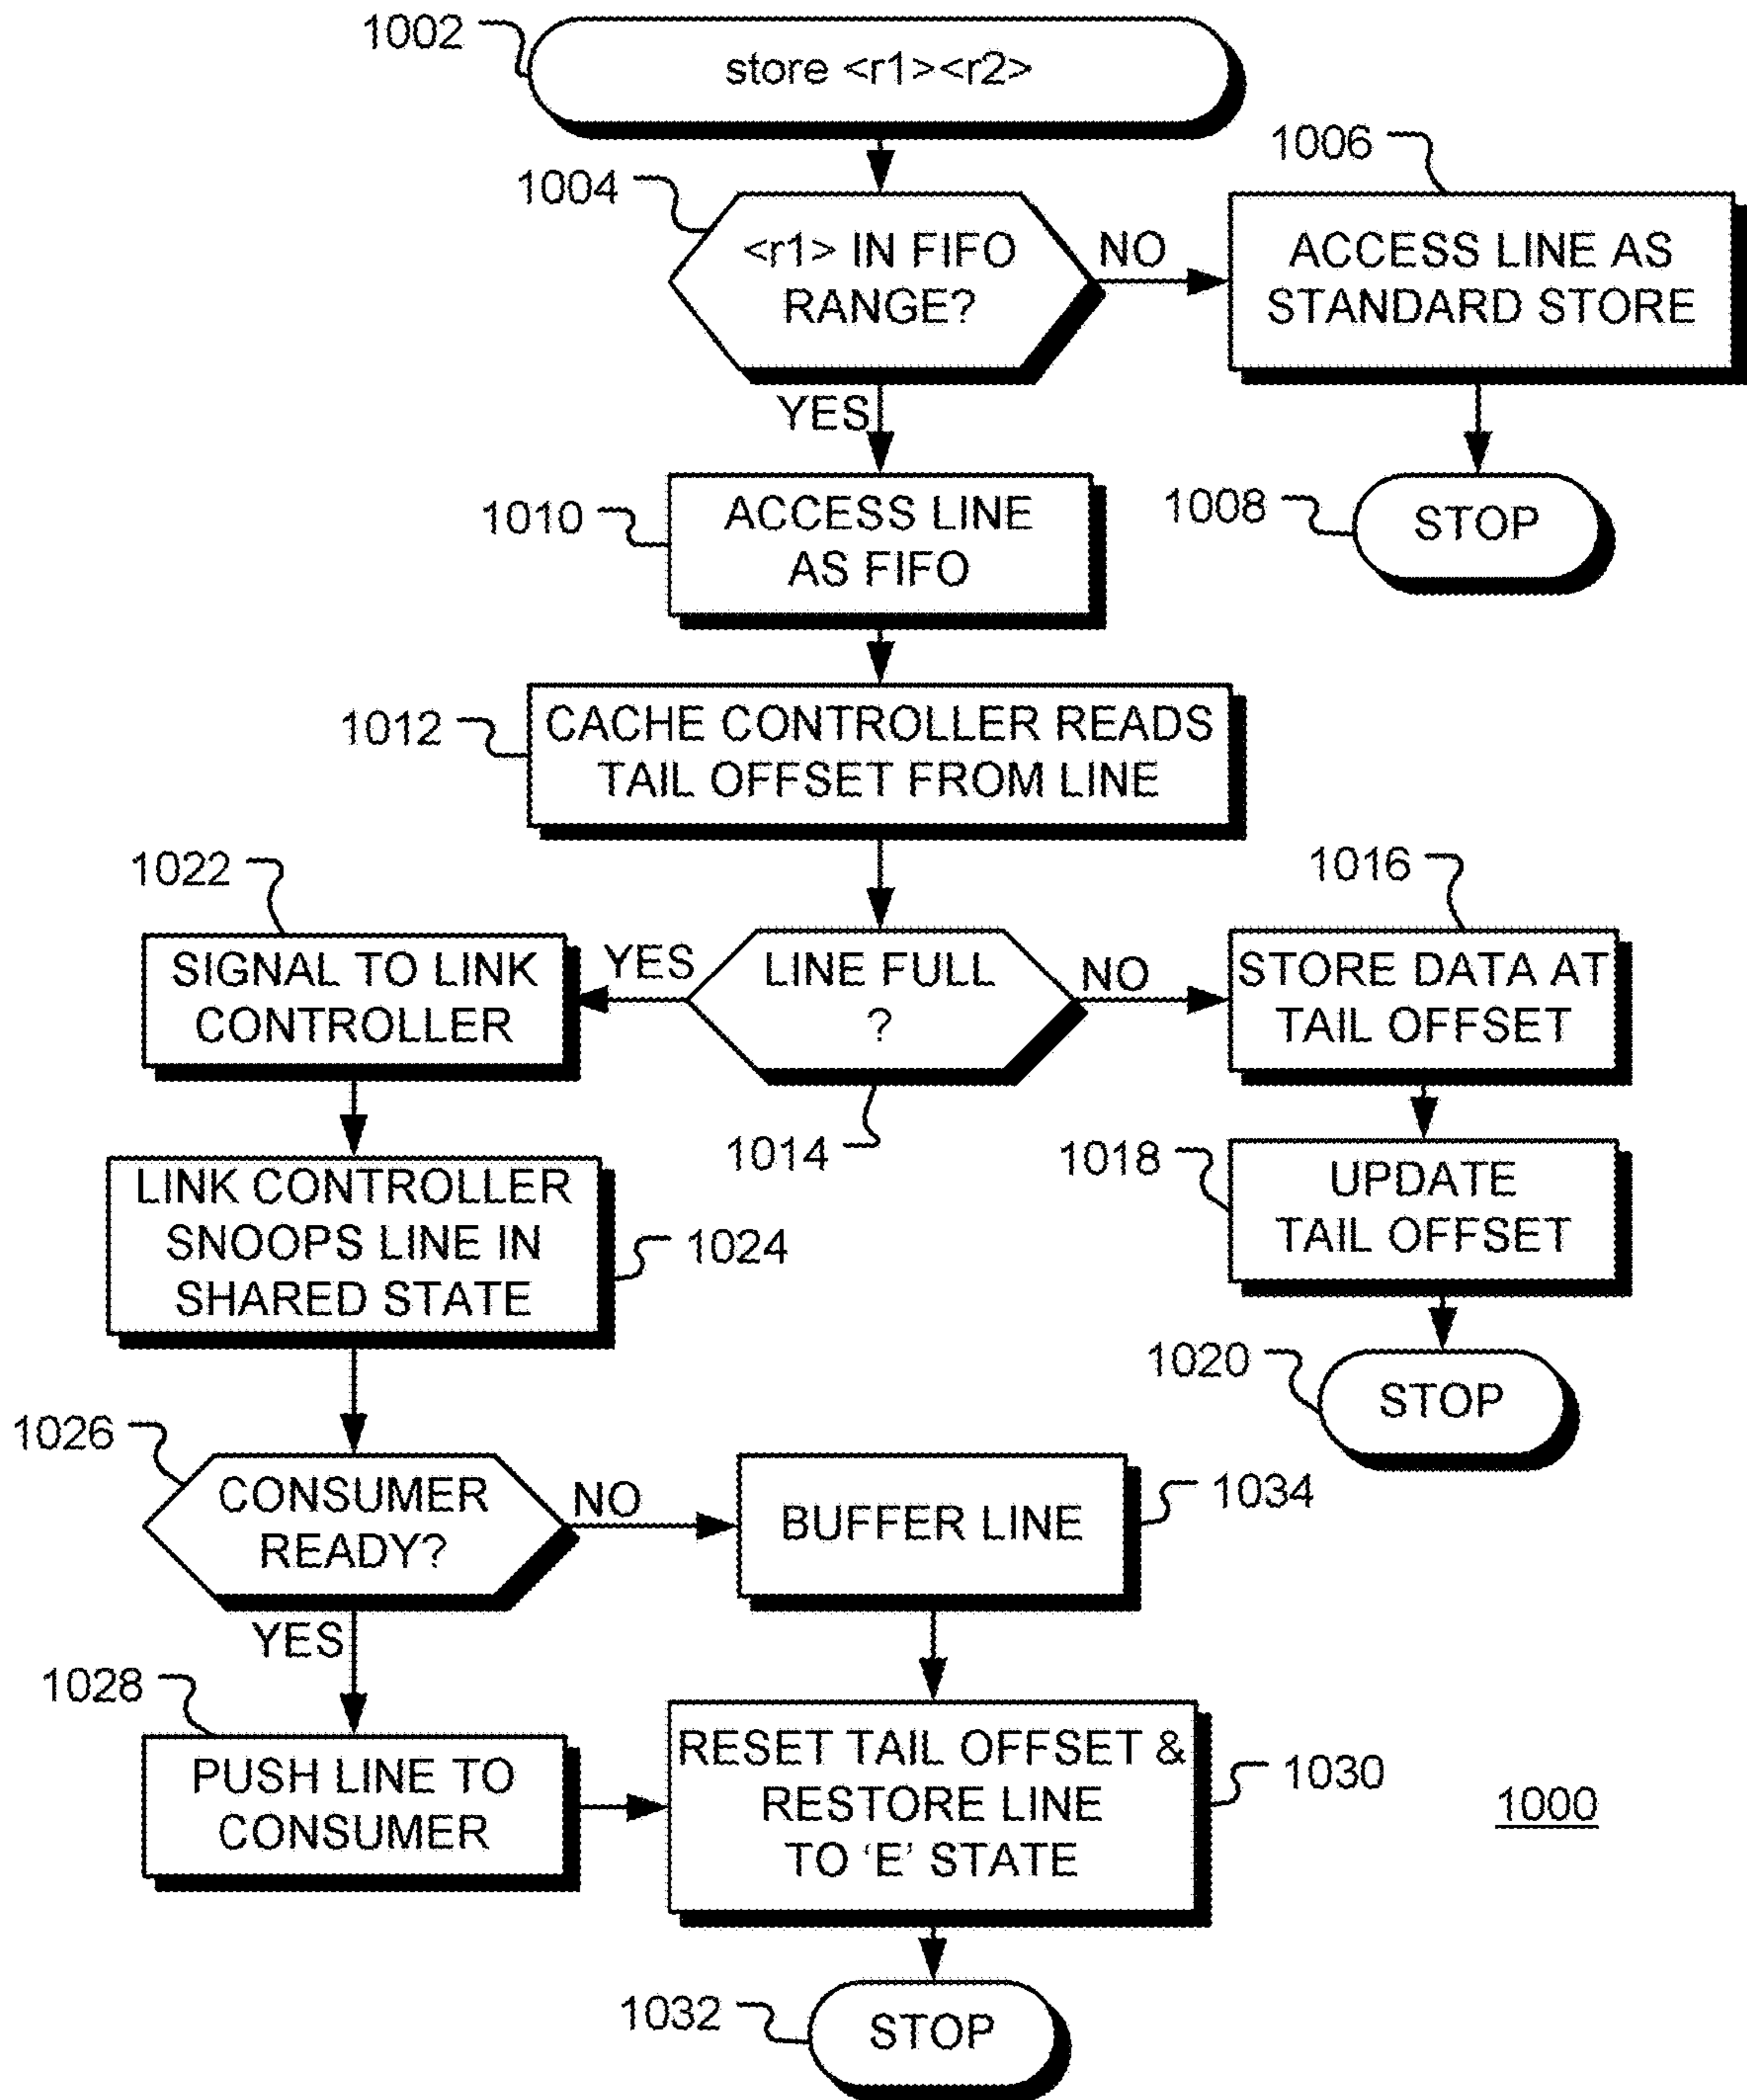 1002
store <r1><r2>
1004
<r1> IN FIFO
RANGE?
NO
1006
ACCESS LINE AS
STANDARD STORE
YES
1008
STOP
1010
ACCESS LINE
AS FIFO
1012
CACHE CONTROLLER READS
TAIL OFFSET FROM LINE
1022
SIGNAL TO LINK
CONTROLLER
YES
LINE FULL
?
1014
NO
1016
STORE DATA AT
TAIL OFFSET
1018
UPDATE
TAIL OFFSET
1020
STOP
LINK CONTROLLER
SNOOPS LINE IN
SHARED STATE
1024
1026
CONSUMER
READY?
NO
BUFFER LINE
1034
YES
1028
PUSH LINE TO
CONSUMER
RESET TAIL OFFSET &
RESTORE LINE
TO ‘E’ STATE
1030
1000
1032
STOP